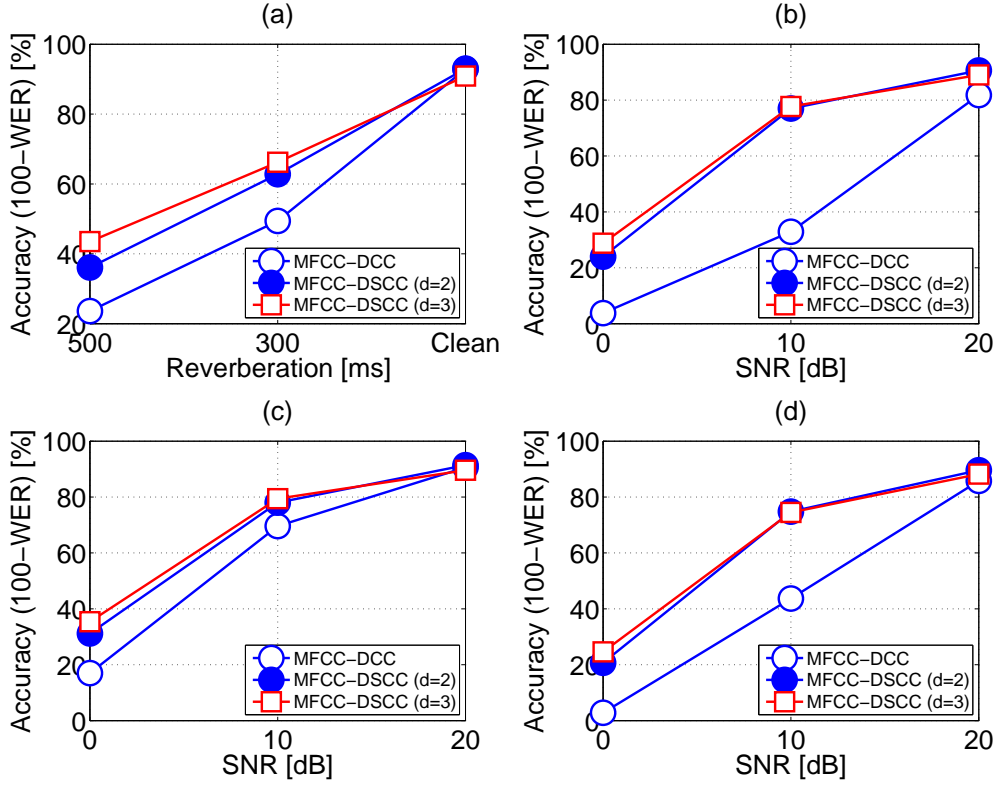 (a)
Accuracy (100−WER) [%]
100
80
60
40
20
500
300
Clean
Reverberation [ms]
MFCC−DCC
MFCC−DSCC (d=2)
MFCC−DSCC (d=3)
(b)
Accuracy (100−WER) [%]
100
80
60
40
20
0
0
10
20
SNR [dB]
MFCC−DCC
MFCC−DSCC (d=2)
MFCC−DSCC (d=3)
(c)
Accuracy (100−WER) [%]
100
80
60
40
20
0
0
10
20
SNR [dB]
MFCC−DCC
MFCC−DSCC (d=2)
MFCC−DSCC (d=3)
(d)
Accuracy (100−WER) [%]
100
80
60
40
20
0
0
10
20
SNR [dB]
MFCC−DCC
MFCC−DSCC (d=2)
MFCC−DSCC (d=3)